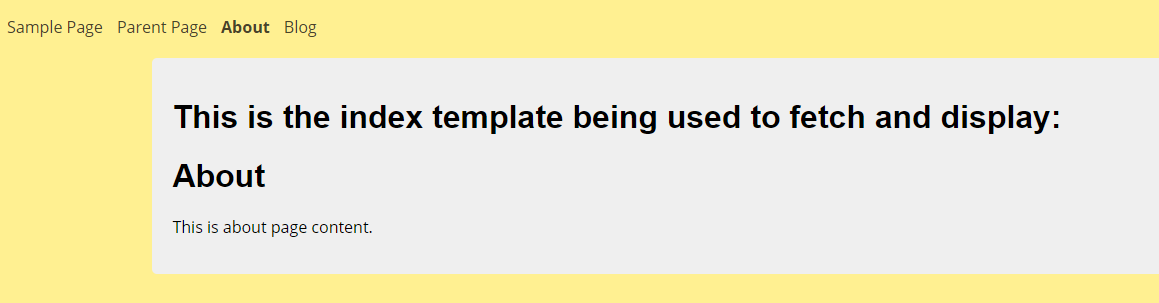 Sample Page Parent Page About Blog
This is the index template being used to fetch and display:
About
This is about page content.